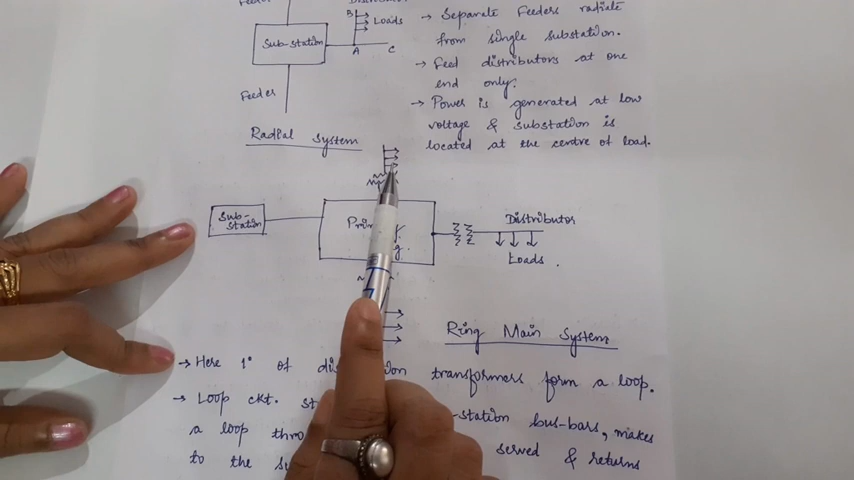 Feeder
B
Loads
Sub-station
A
C
Feeder
Radial System
→ Separate Feeders radiate
from single substation.
→ Feed distributors at one
end only.
→ Power is generated at low
voltage & substation is
located at the centre of load.
Sub-
station
Distributor
Loads.
Ring Main System
→ Here 1° of transformers form a loop.
→ Loop ckt. -station bus-bars, makes
a loop served & returns
to the